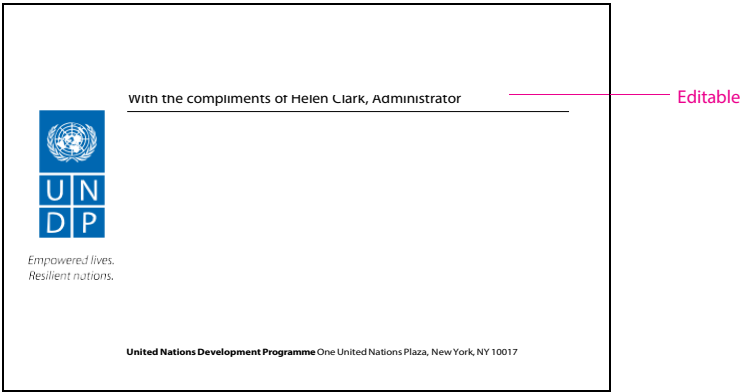 With the compliments of Helen Clark, Administrator
Editable
U N
D P
Empowered lives.
Resilient nations.
United Nations Development Programme One United Nations Plaza, New York, NY 10017